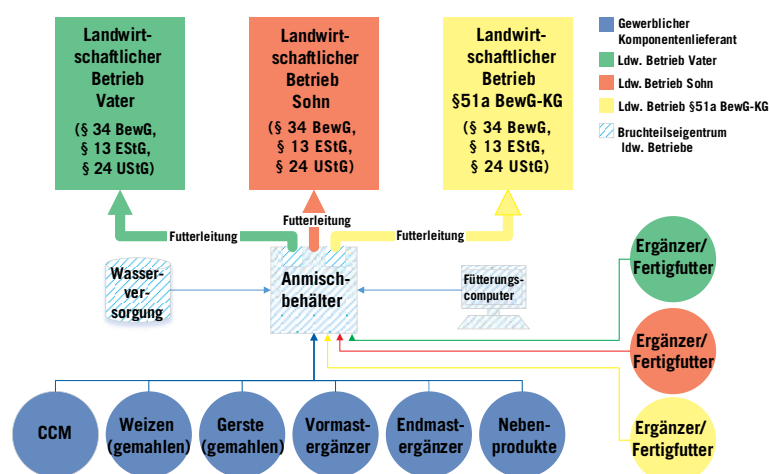 Landwirt-
schaftlicher
Betrieb
Vater
(§ 34 BewG,
§ 13 EStG,
§ 24 UStG)
Landwirt-
schaftlicher
Betrieb
Sohn
(§ 34 BewG,
§ 13 EStG,
§ 24 UStG)
Landwirt-
schaftlicher
Betrieb
§51a BewG-KG
(§ 34 BewG,
§ 13 EStG,
§ 24 UStG)
Gewerblicher
Komponentenlieferant
Ldw. Betrieb Vater
Ldw. Betrieb Sohn
Ldw. Betrieb §51a BewG-KG
Bruchteilseigentum
ldw. Betriebe
Futterleitung
Futterleitung
Futterleitung
Wasser-
ver-
sorgung
Anmisch-
behälter
Fütterungs-
computer
Ergänzer/
Fertigfutter
Ergänzer/
Fertigfutter
Ergänzer/
Fertigfutter
CCM
Weizen
(gemahlen)
Gerste
(gemahlen)
Vormast-
ergänzer
Endmast-
ergänzer
Neben-
produkte